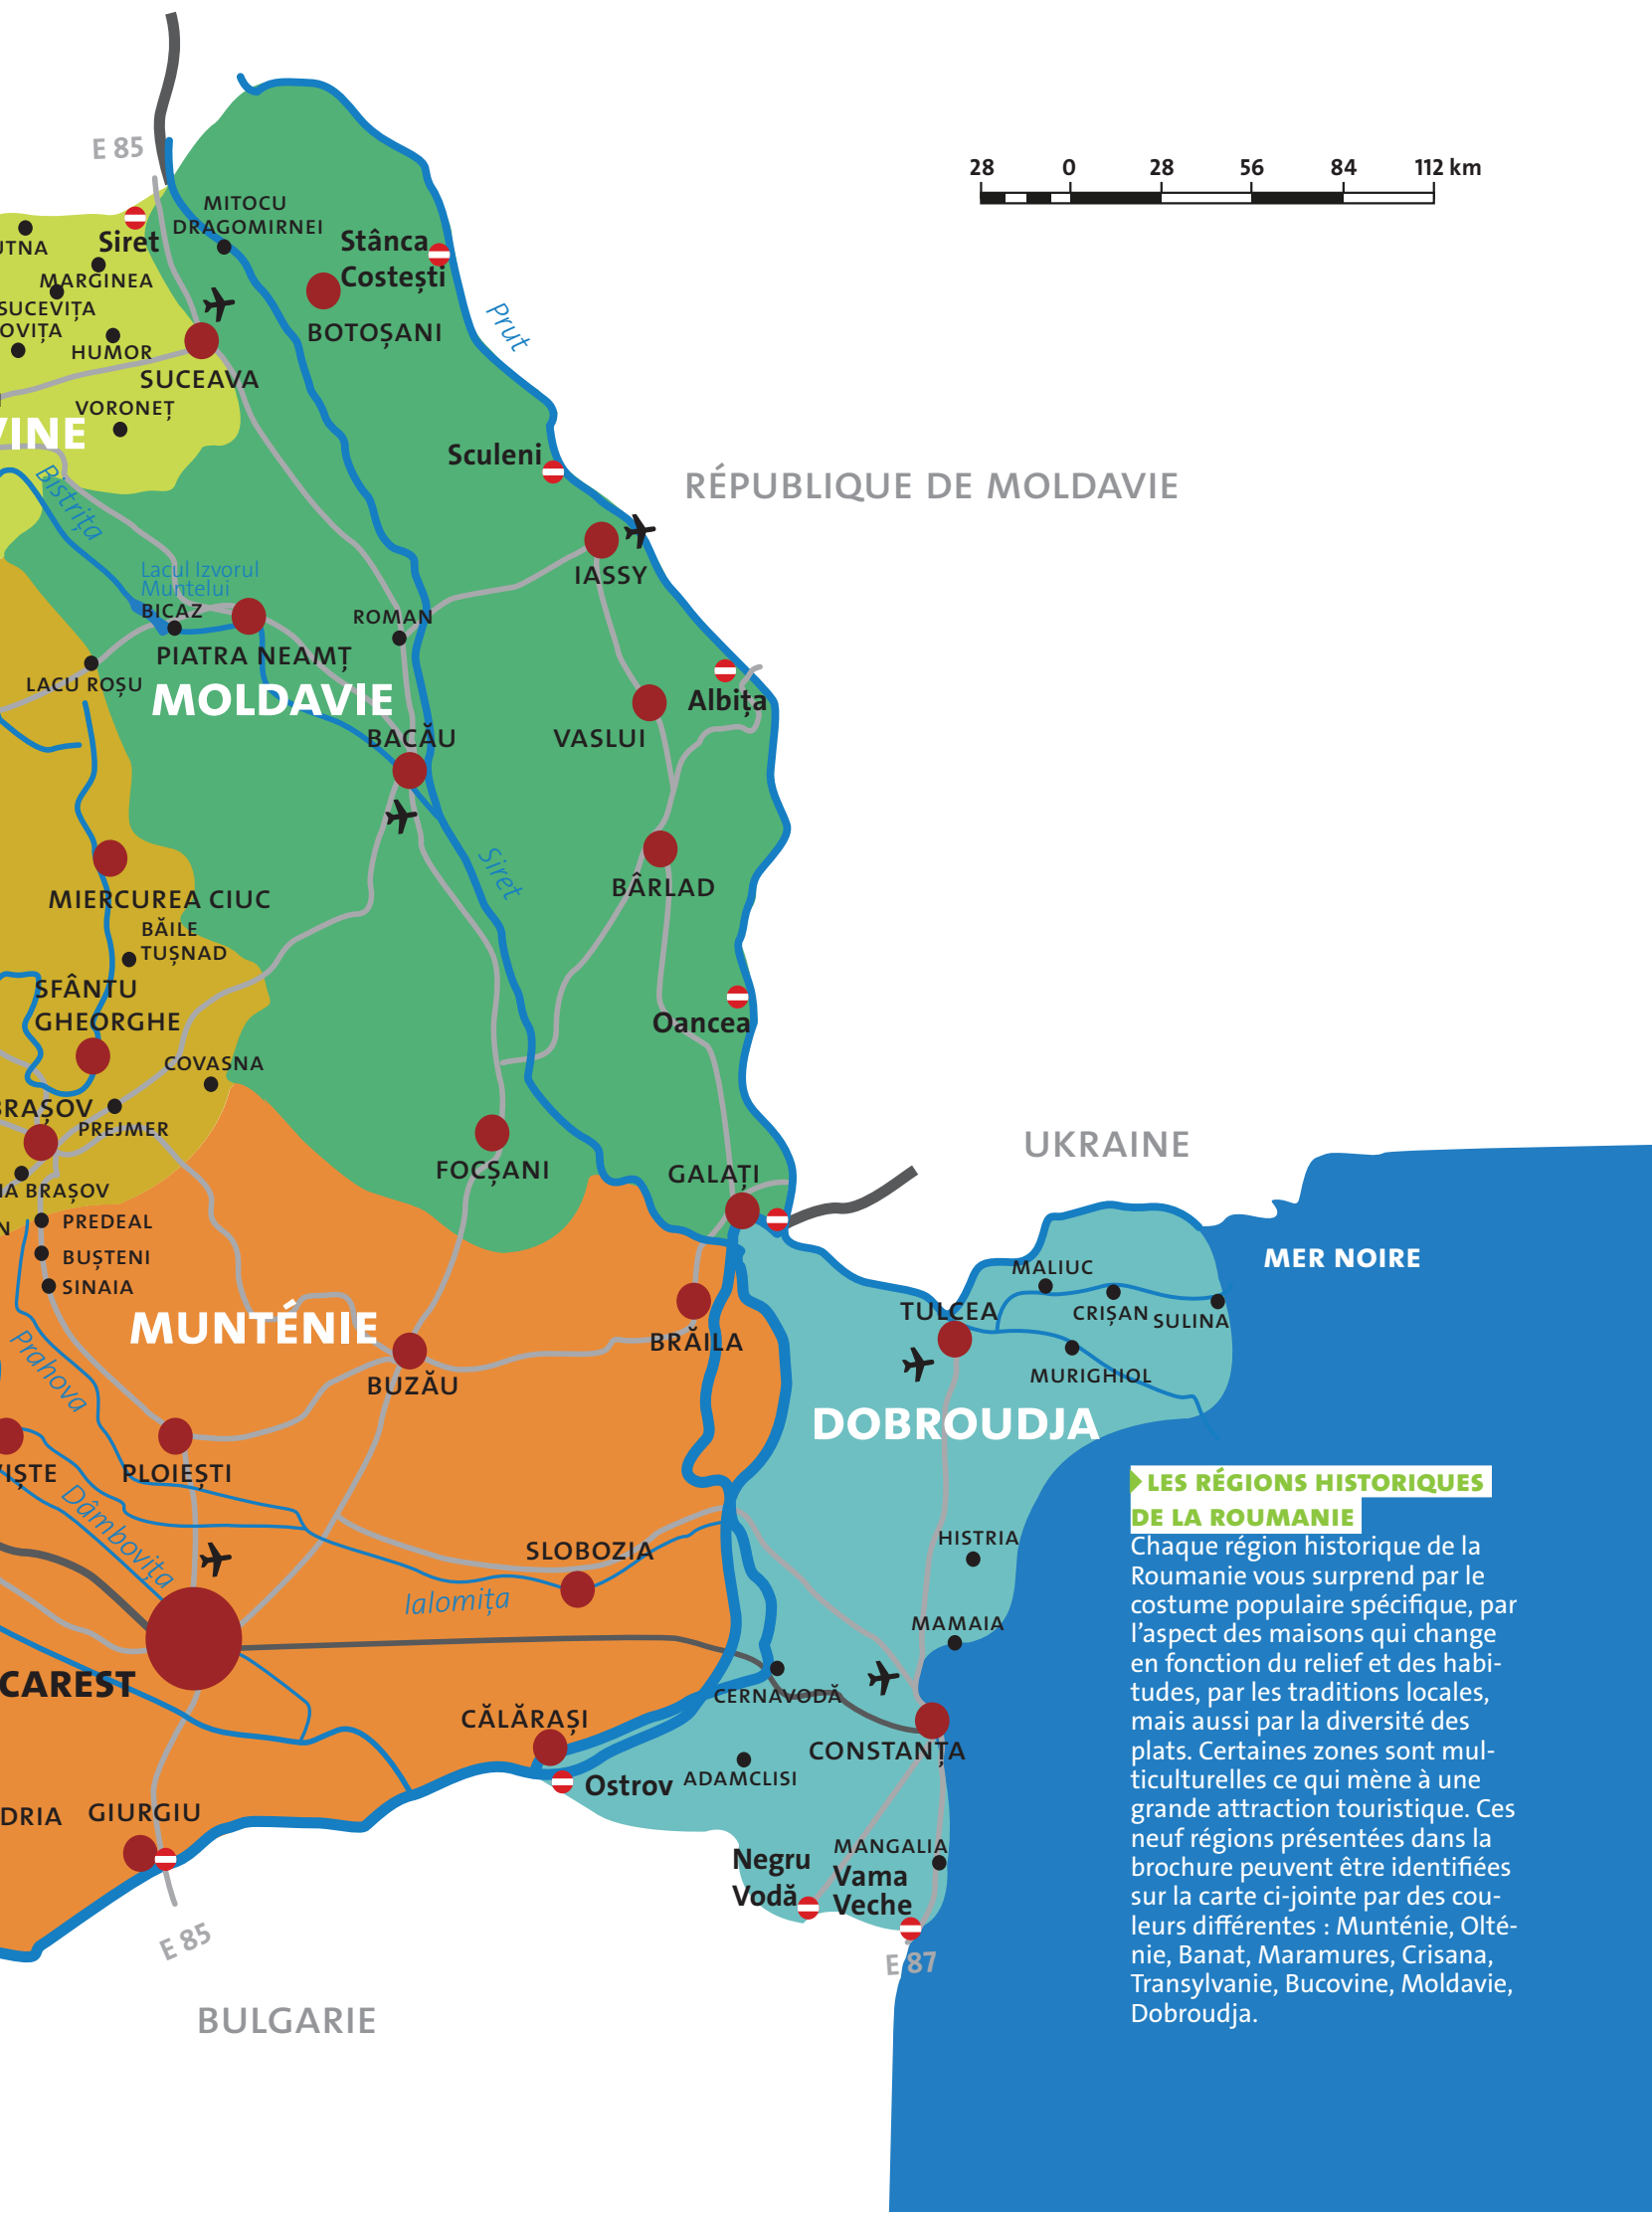 E 85
28 0 28 56 84 112 km
MITOCU
DRAGOMIRNEI
UTNA
Siret
Stânca
Costești
MARGINEA
SUCEVIȚA
OVIȚA
HUMOR
BOTOȘANI
Prut
SUCEAVA
VORONEȚ
VINE
Sculeni
RÉPUBLIQUE DE MOLDAVIE
Bistrița
Lacul Izvorul
Muntelui
BICAZ
IASSY
ROMAN
PIATRA NEAMȚ
LACU ROȘU
MOLDAVIE
Albița
BACĂU
VASLUI
Siret
BÂRLAD
MIERCUREA CIUC
BĂILE
TUȘNAD
SFÂNTU
GHEORGHE
Oancea
COVASNA
BRAȘOV
PREJMER
UKRAINE
FOCȘANI
GALAȚI
IA BRAȘOV
N
PREDEAL
BUȘTENI
SINAIA
MER NOIRE
MALIUC
TULCEA
CRIȘAN
SULINA
MUNTÉNIE
BRĂILA
Prahova
BUZĂU
MURIGHIOL
DOBROUDJA
VIȘTE
PLOIEȘTI
Dâmbovița
LES RÉGIONS HISTORIQUES
DE LA ROUMANIE
Chaque région historique de la
Roumanie vous surprend par le
costume populaire spécifique, par
l’aspect des maisons qui change
en fonction du relief et des habi-
tudes, par les traditions locales,
mais aussi par la diversité des
plats. Certaines zones sont mul-
ticulturelles ce qui mène à une
grande attraction touristique. Ces
neuf régions présentées dans la
brochure peuvent être identifiées
sur la carte ci-jointe par des cou-
leurs différentes : Munténie, Olté-
nie, Banat, Maramures, Crisana,
Transylvanie, Bucovine, Moldavie,
Dobroudja.
HISTRIA
SLOBOZIA
Ialomița
MAMAIA
CAREST
CERNAVODĂ
CĂLĂRAȘI
CONSTANȚA
Ostrov
ADAMCLISI
DRIA
GIURGIU
MANGALIA
Negru
Vodă
Vama
Veche
E 85
E 87
BULGARIE